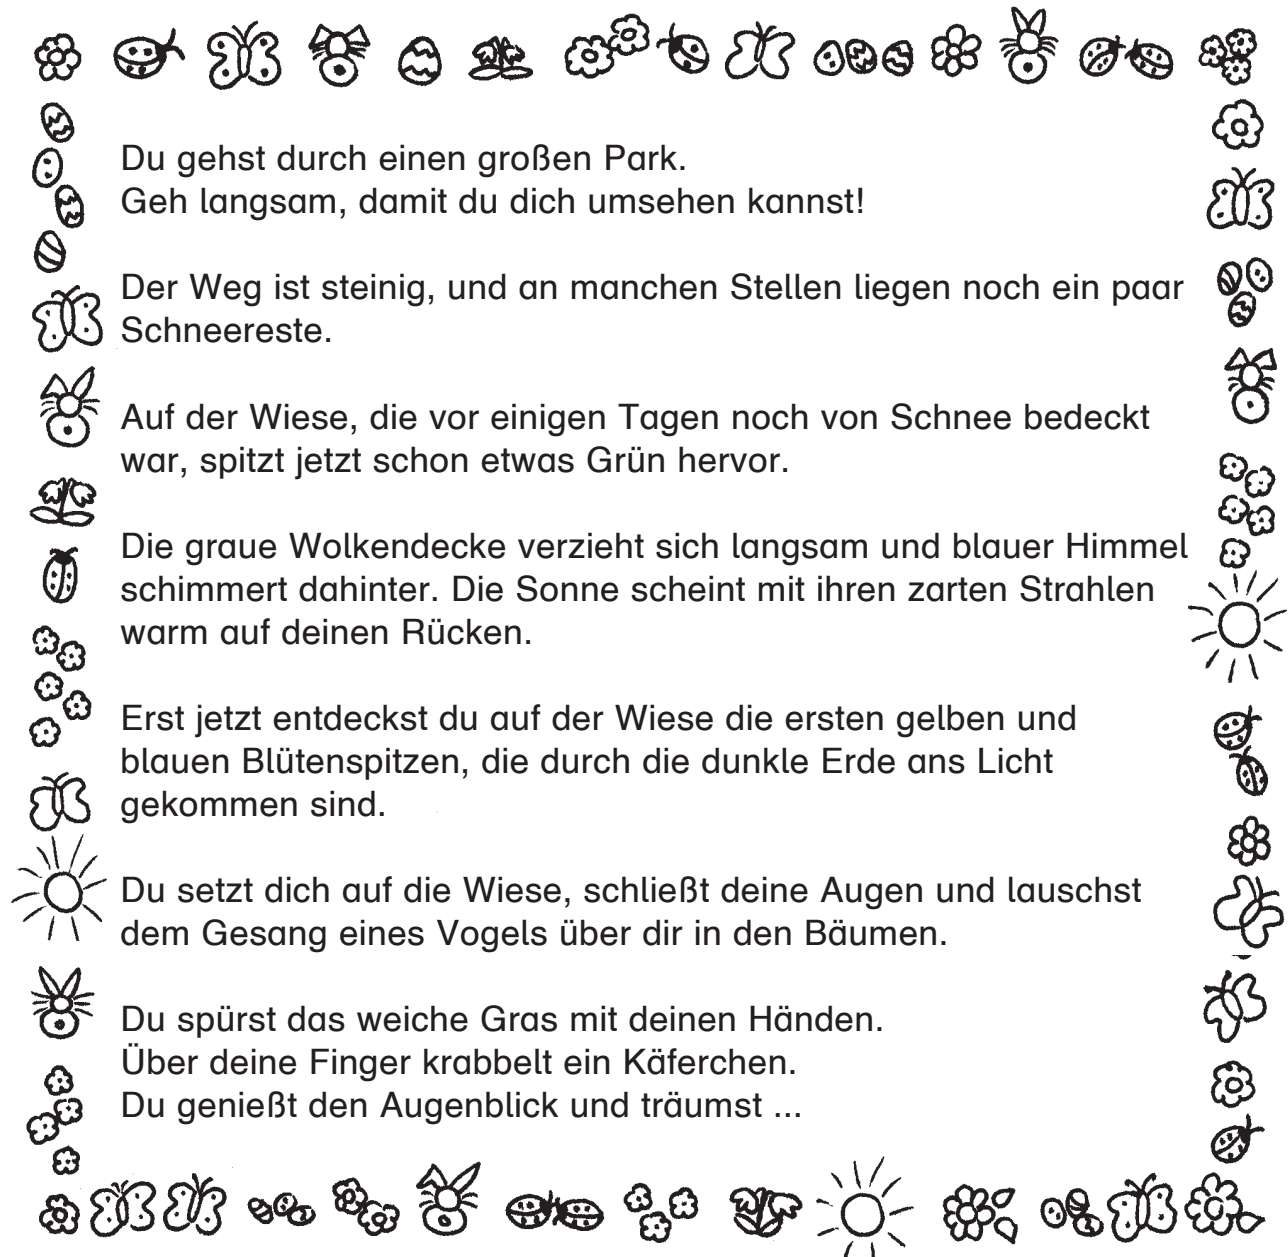 Du gehst durch einen großen Park.
Geh langsam, damit du dich umsehen kannst!
Der Weg ist steinig, und an manchen Stellen liegen noch ein paar
Schneereste.
Auf der Wiese, die vor einigen Tagen noch von Schnee bedeckt
war, spitzt jetzt schon etwas Grün hervor.
Die graue Wolkendecke verzieht sich langsam und blauer Himmel
schimmert dahinter. Die Sonne scheint mit ihren zarten Strahlen
warm auf deinen Rücken.
Erst jetzt entdeckst du auf der Wiese die ersten gelben und
blauen Blütenspitzen, die durch die dunkle Erde ans Licht
gekommen sind.
Du setzt dich auf die Wiese, schließt deine Augen und lauschst
dem Gesang eines Vogels über dir in den Bäumen.
Du spürst das weiche Gras mit deinen Händen.
Über deine Finger krabbelt ein Käferchen.
Du genießt den Augenblick und träumst ...